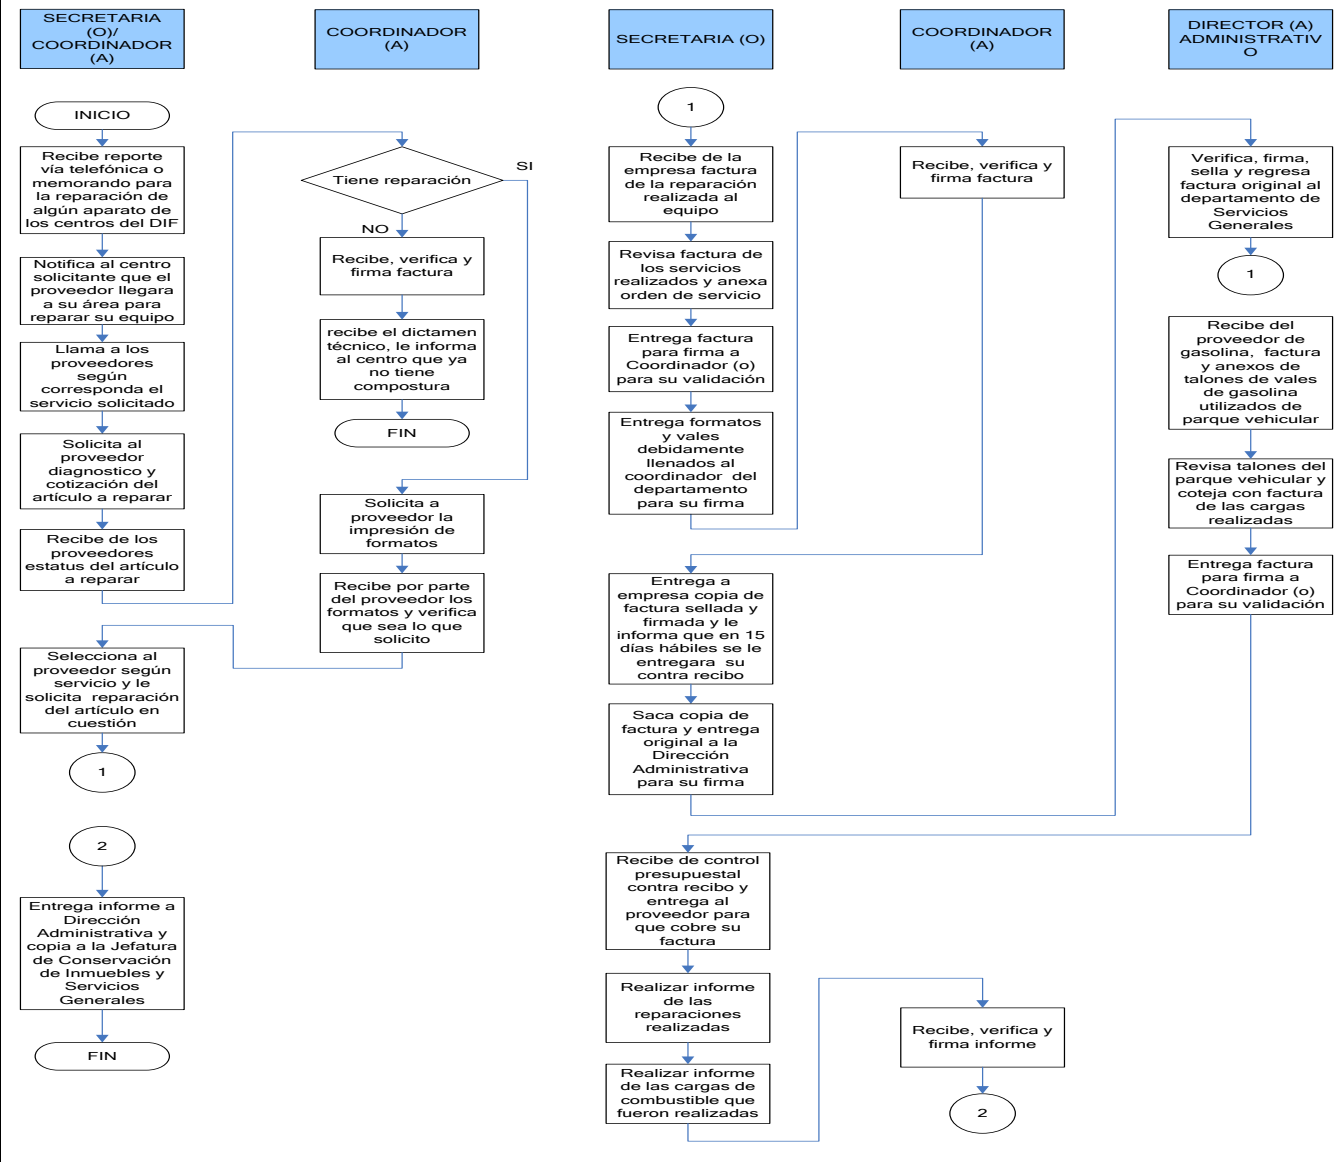 SECRETARIA
(O)/
COORDINADOR
(A)
COORDINADOR
(A)
SECRETARIA (O)
COORDINADOR
(A)
DIRECTOR (A)
ADMINISTRATIV
O
INICIO
Recibe reporte
vía telefónica o
memorando para
la reparación de
algún aparato de
los centros del DIF
Notifica al centro
solicitante que el
proveedor llegara
a su área para
reparar su equipo
Llama a los
proveedores
según
corresponda el
servicio solicitado
Solicita al
proveedor
diagnostico y
cotización del
artículo a reparar
Recibe de los
proveedores
estatus del artículo
a reparar
Selecciona al
proveedor según
servicio y le
solicita reparación
del artículo en
cuestión
1
2
Entrega informe a
Dirección
Administrativa y
copia a la Jefatura
de Conservación
de Inmuebles y
Servicios
Generales
FIN
Tiene reparación
SI
NO
Recibe, verifica y
firma factura
recibe el dictamen
técnico, le informa
al centro que ya
no tiene
compostura
FIN
Solicita a
proveedor la
impresión de
formatos
Recibe por parte
del proveedor los
formatos y verifica
que sea lo que
solicito
1
Recibe de la
empresa factura
de la reparación
realizada al
equipo
Revisa factura de
los servicios
realizados y anexa
orden de servicio
Entrega factura
para firma a
Coordinador (o)
para su validación
Entrega formatos
y vales
debidamente
llenados al
coordinador del
departamento
para su firma
Entrega a
empresa copia de
factura sellada y
firmada y le
informa que en 15
días hábiles se le
entregara su
contra recibo
Saca copia de
factura y entrega
original a la
Dirección
Administrativa
para su firma
Recibe de control
presupuestal
contra recibo y
entrega al
proveedor para
que cobre su
factura
Realizar informe
de las
reparaciones
realizadas
Realizar informe
de las cargas de
combustible que
fueron realizadas
Recibe, verifica y
firma factura
Recibe, verifica y
firma informe
2
Verifica, firma,
sella y regresa
factura original al
departamento de
Servicios
Generales
1
Recibe del
proveedor de
gasolina, factura
y anexos de
talones de vales
de gasolina
utilizados de
parque vehicular
Revisa talones del
parque vehicular y
coteja con factura
de las cargas
realizadas
Entrega factura
para firma a
Coordinador (o)
para su validación